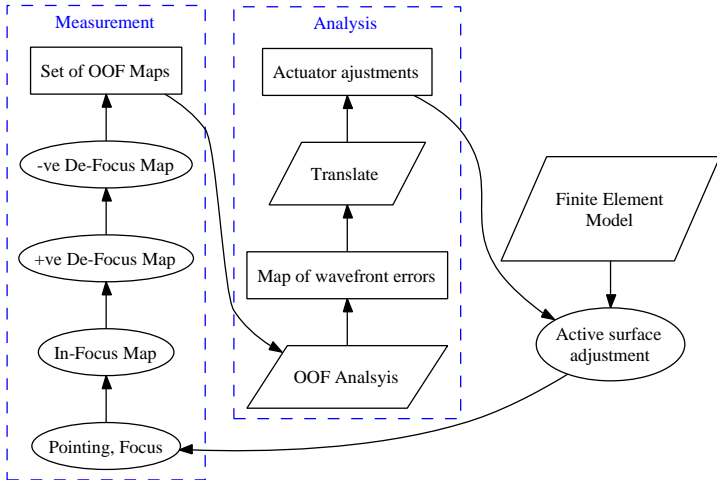 Measurement
Set of OOF Maps
-ve De-Focus Map
+ve De-Focus Map
In-Focus Map
Pointing, Focus
Analysis
Actuator ajustments
Translate
Map of wavefront errors
OOF Analsyis
Finite Element
Model
Active surface
adjustment